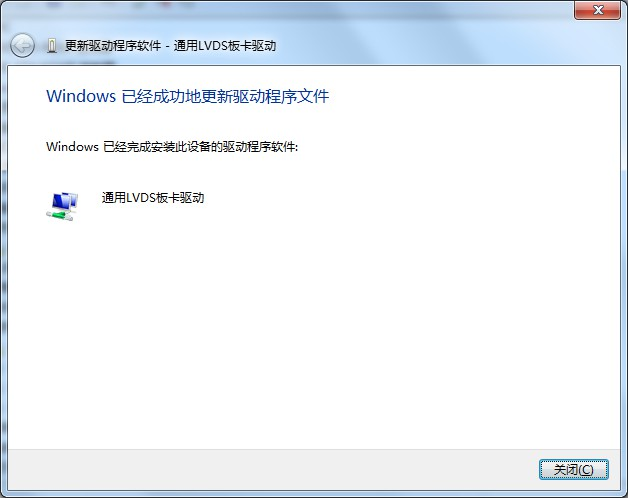 更新驱动程序软件 - 通用LVDS板卡驱动
Windows 已经成功地更新驱动程序文件
Windows 已经完成安装此设备的驱动程序软件:
通用LVDS板卡驱动
关闭(C)